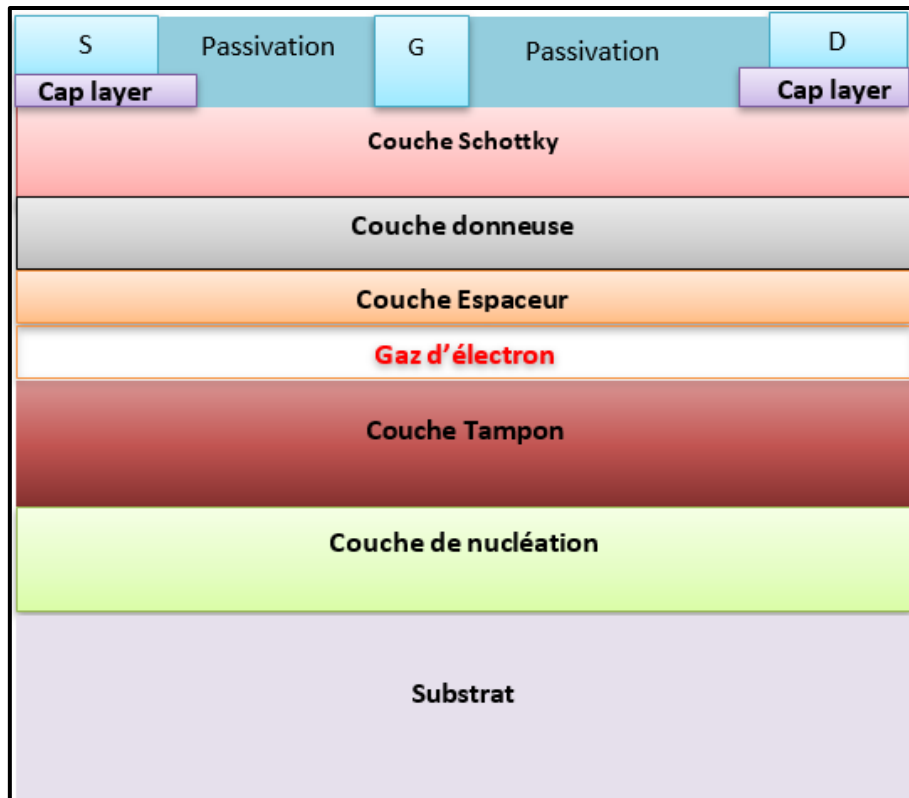 S
Passivation
G
Passivation
D
Cap layer
Cap layer
Couche Schottky
Couche donneuse
Couche Espaceur
Gaz d’électron
Couche Tampon
Couche de nucléation
Substrat